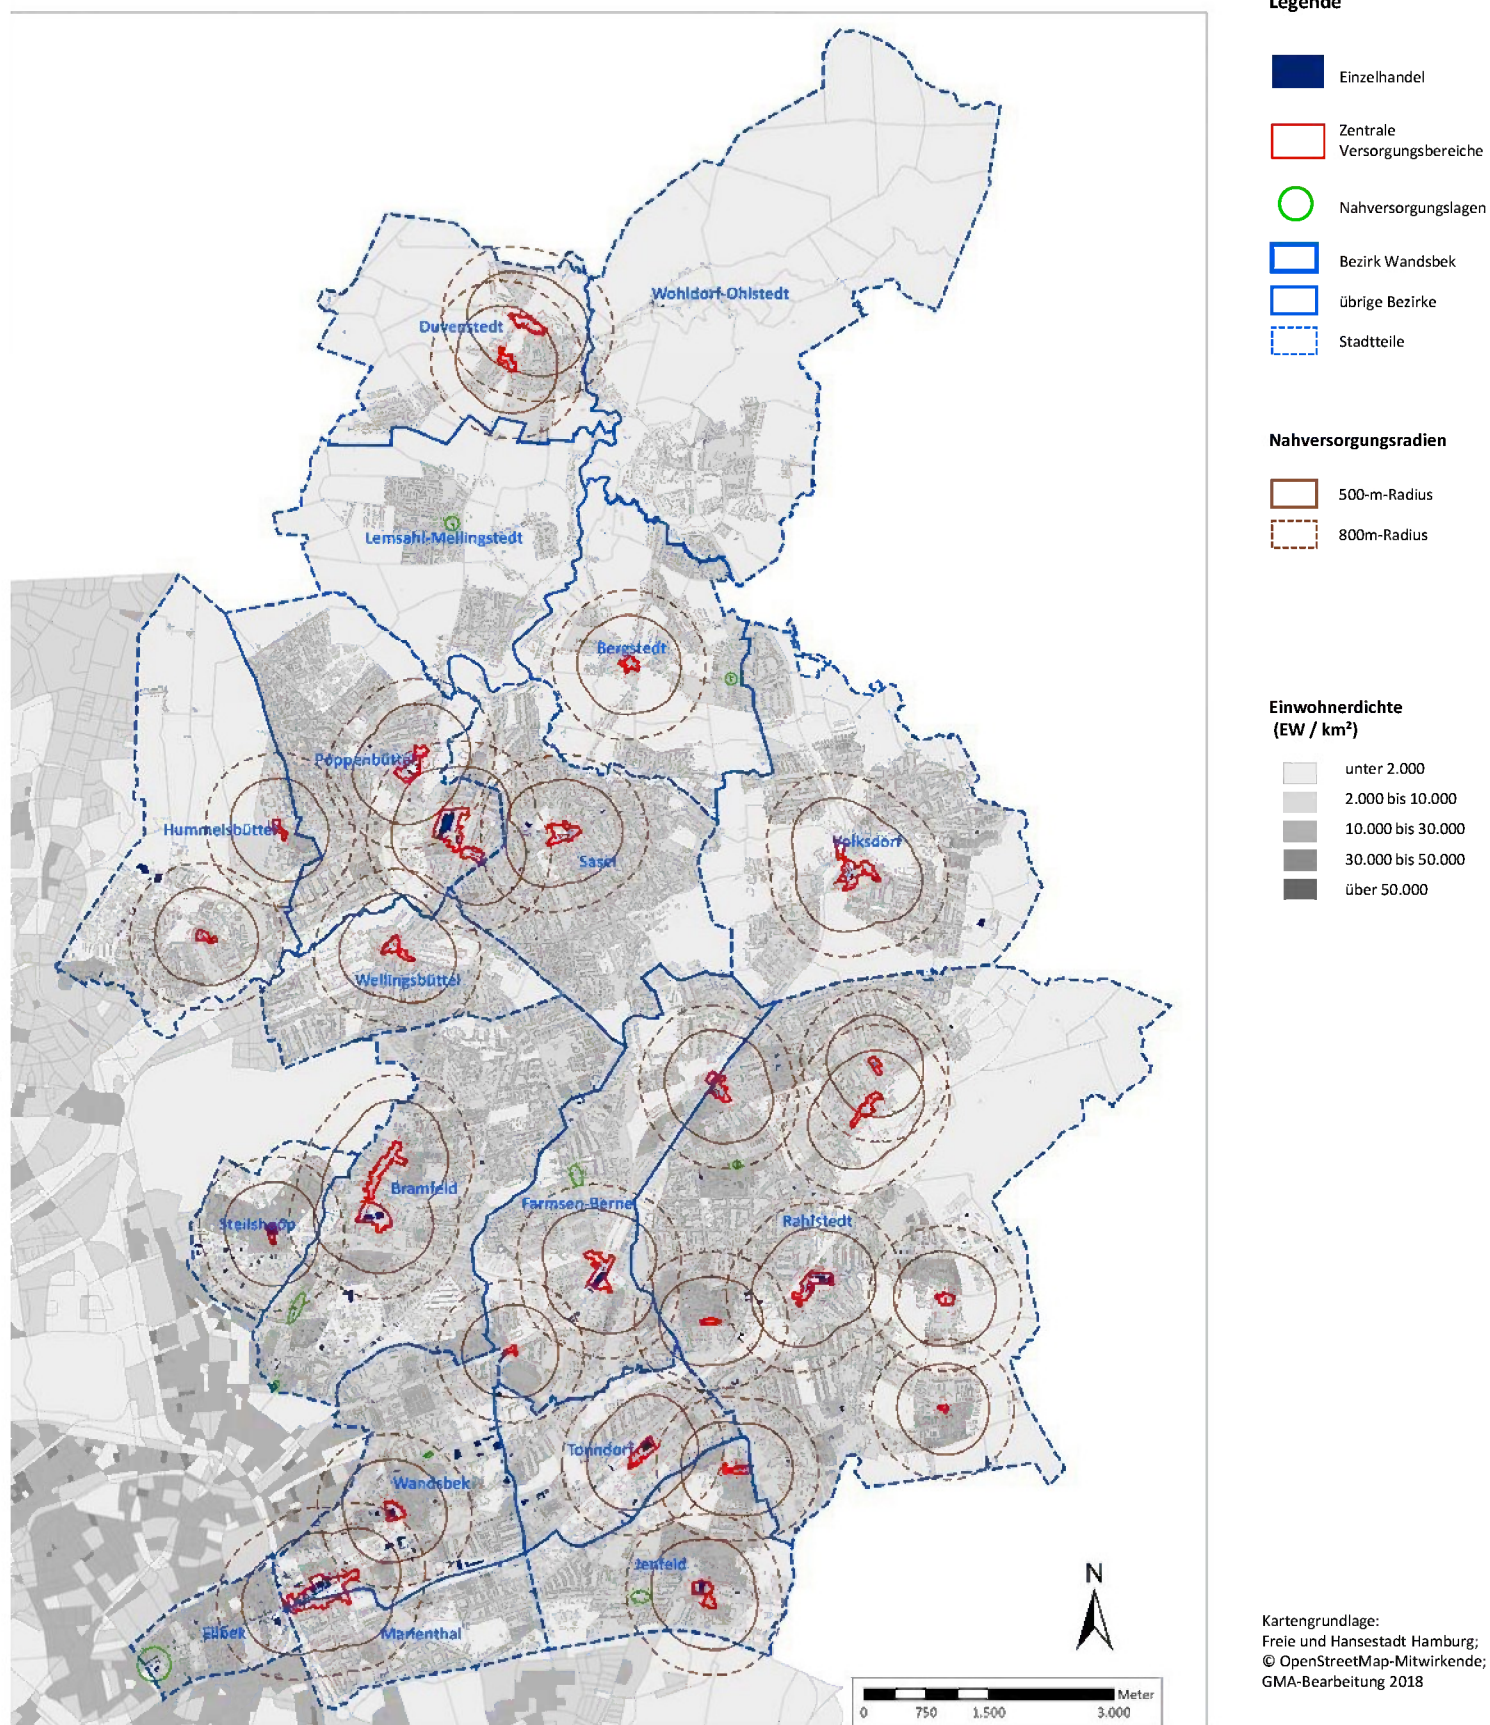 Legende
Einzelhandel
Zentrale
Versorgungsbereiche
Nahversorgungslagen
Bezirk Wandsbek
übrige Bezirke
Stadtteile
Nahversorgungsradien
500-m-Radius
800m-Radius
Einwohnerdichte
(EW / km²)
unter 2.000
2.000 bis 10.000
10.000 bis 30.000
30.000 bis 50.000
über 50.000
Wohldorf-Ohlstedt
Duvenstedt
Lemsahl-Mellingstedt
Bergstedt
Poppenbüttel
Hummelsbüttel
Sasel
Volksdorf
Wellingsbüttel
Bramfeld
Steilshoop
Farmsen-Berne
Rahlstedt
Tonndorf
Wandsbek
Jenfeld
Eilbek
Marienthal
N
Meter
0 750 1.500 3.000
Kartengrundlage:
Freie und Hansestadt Hamburg;
© OpenStreetMap-Mitwirkende;
GMA-Bearbeitung 2018